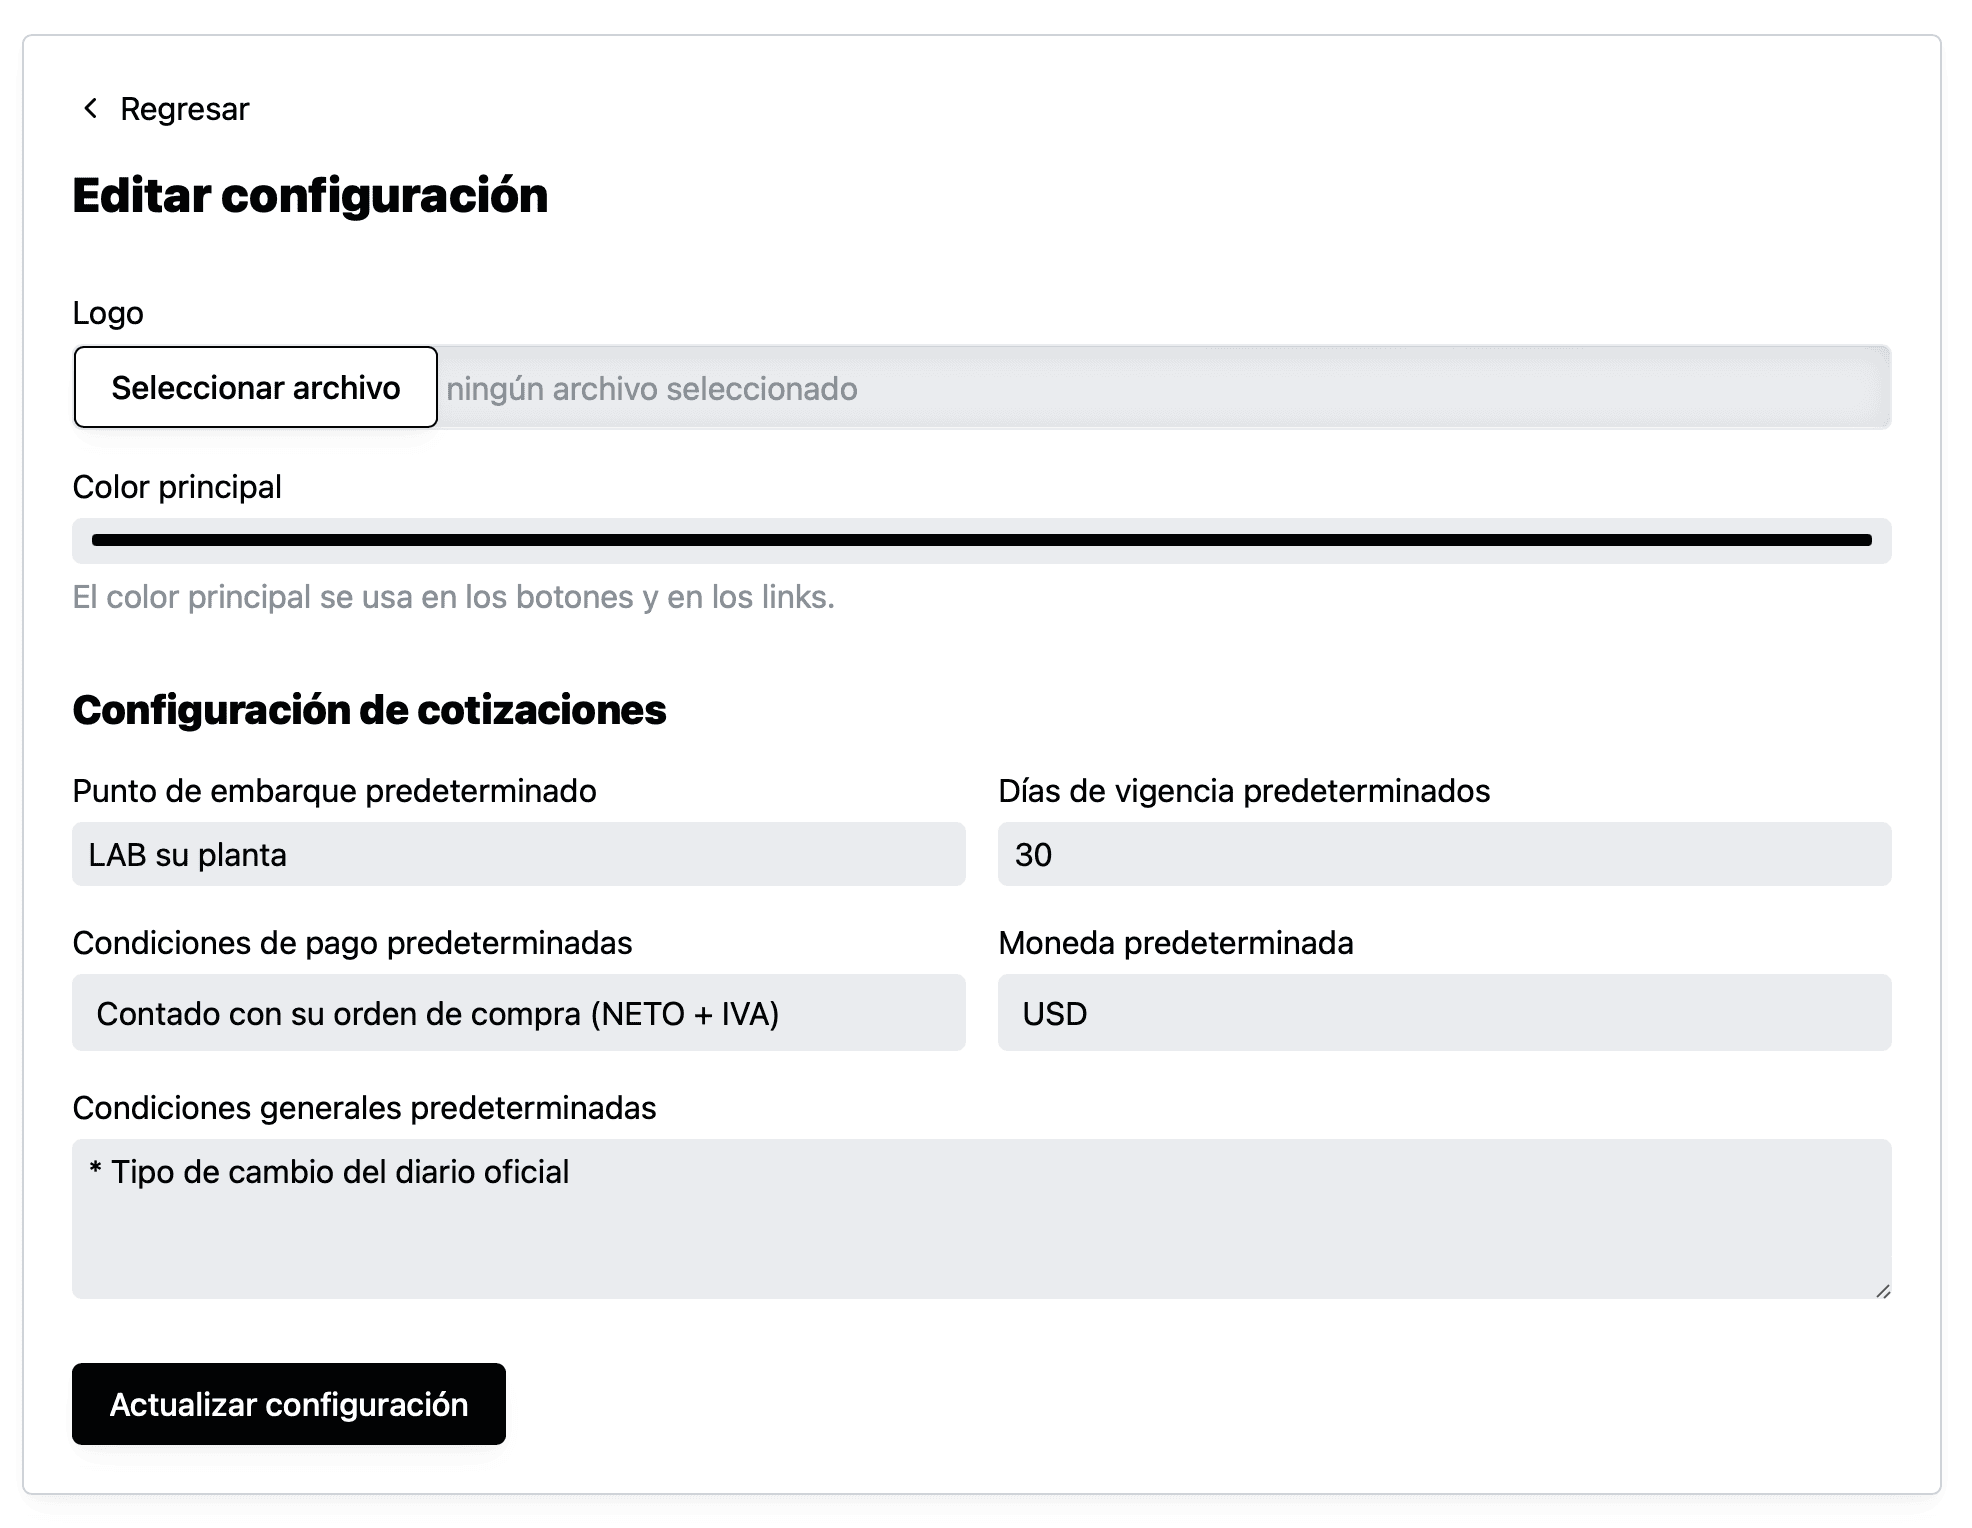 Regresar
Editar configuración
Logo
Seleccionar archivo ningún archivo seleccionado
Color principal
El color principal se usa en los botones y en los links.
Configuración de cotizaciones
Punto de embarque predeterminado
LAB su planta
Días de vigencia predeterminados
30
Condiciones de pago predeterminadas
Contado con su orden de compra (NETO + IVA)
Moneda predeterminada
USD
Condiciones generales predeterminadas
* Tipo de cambio del diario oficial
Actualizar configuración